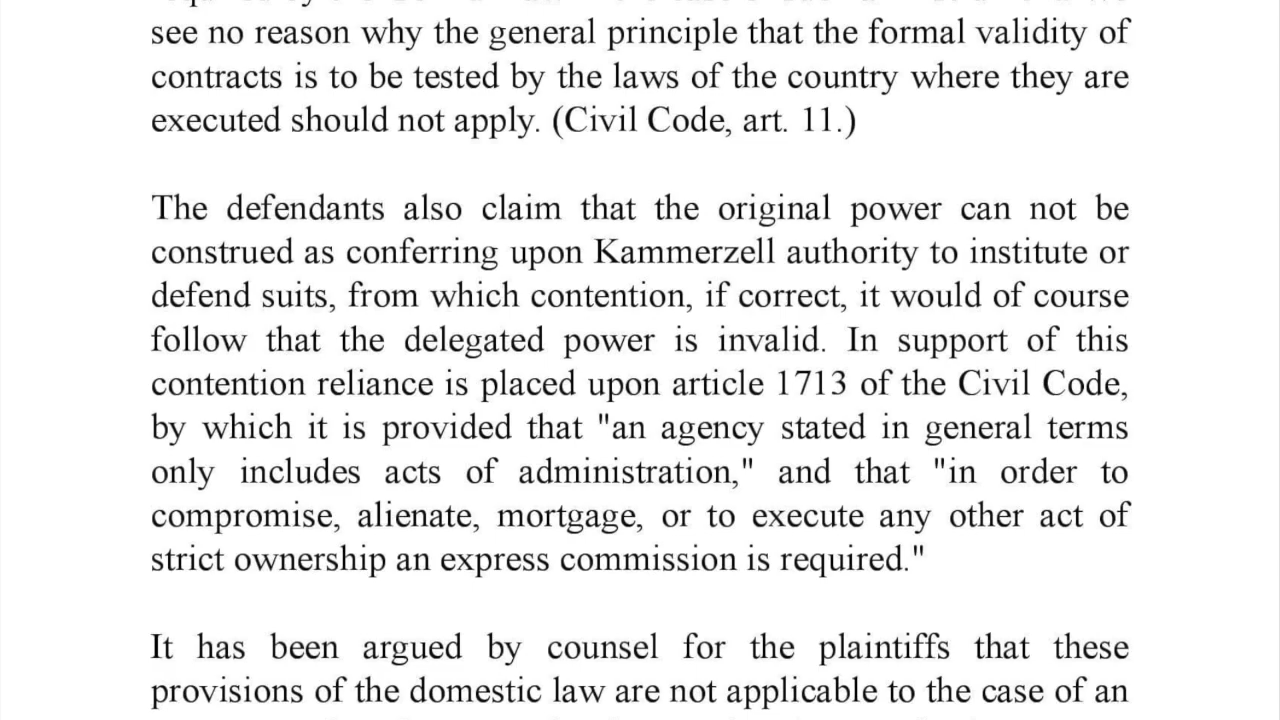 see no reason why the general principle that the formal validity of
contracts is to be tested by the laws of the country where they are
executed should not apply. (Civil Code, art. 11.)
The defendants also claim that the original power can not be
construed as conferring upon Kammerzell authority to institute or
defend suits, from which contention, if correct, it would of course
follow that the delegated power is invalid. In support of this
contention reliance is placed upon article 1713 of the Civil Code,
by which it is provided that "an agency stated in general terms
only includes acts of administration," and that "in order to
compromise, alienate, mortgage, or to execute any other act of
strict ownership an express commission is required."
It has been argued by counsel for the plaintiffs that these
provisions of the domestic law are not applicable to the case of an